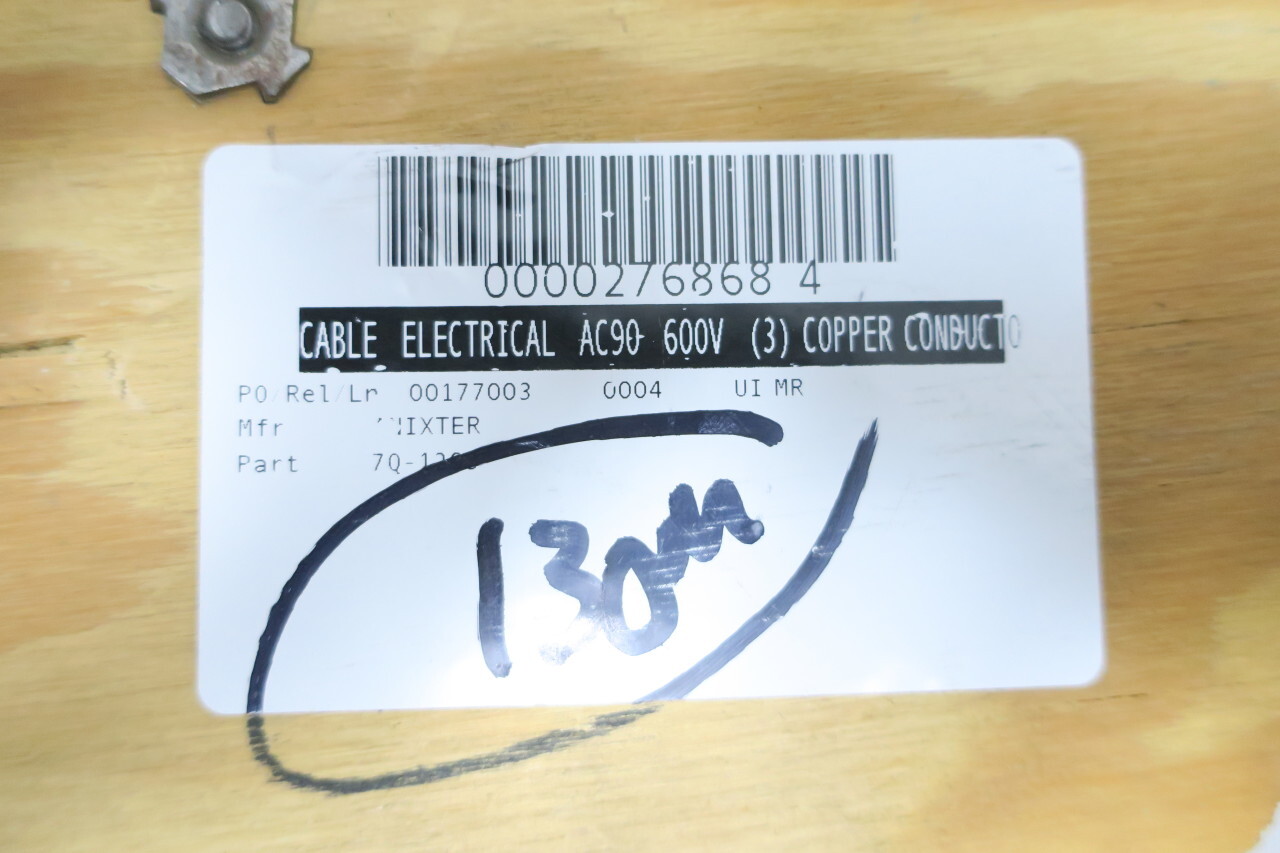 0000276868 4
CABLE ELECTRICAL AC90 600V (3) COPPER CONDUCTO
PO/Rel/Ln 00177003 0004 UI MR
Mfr
Part
130m